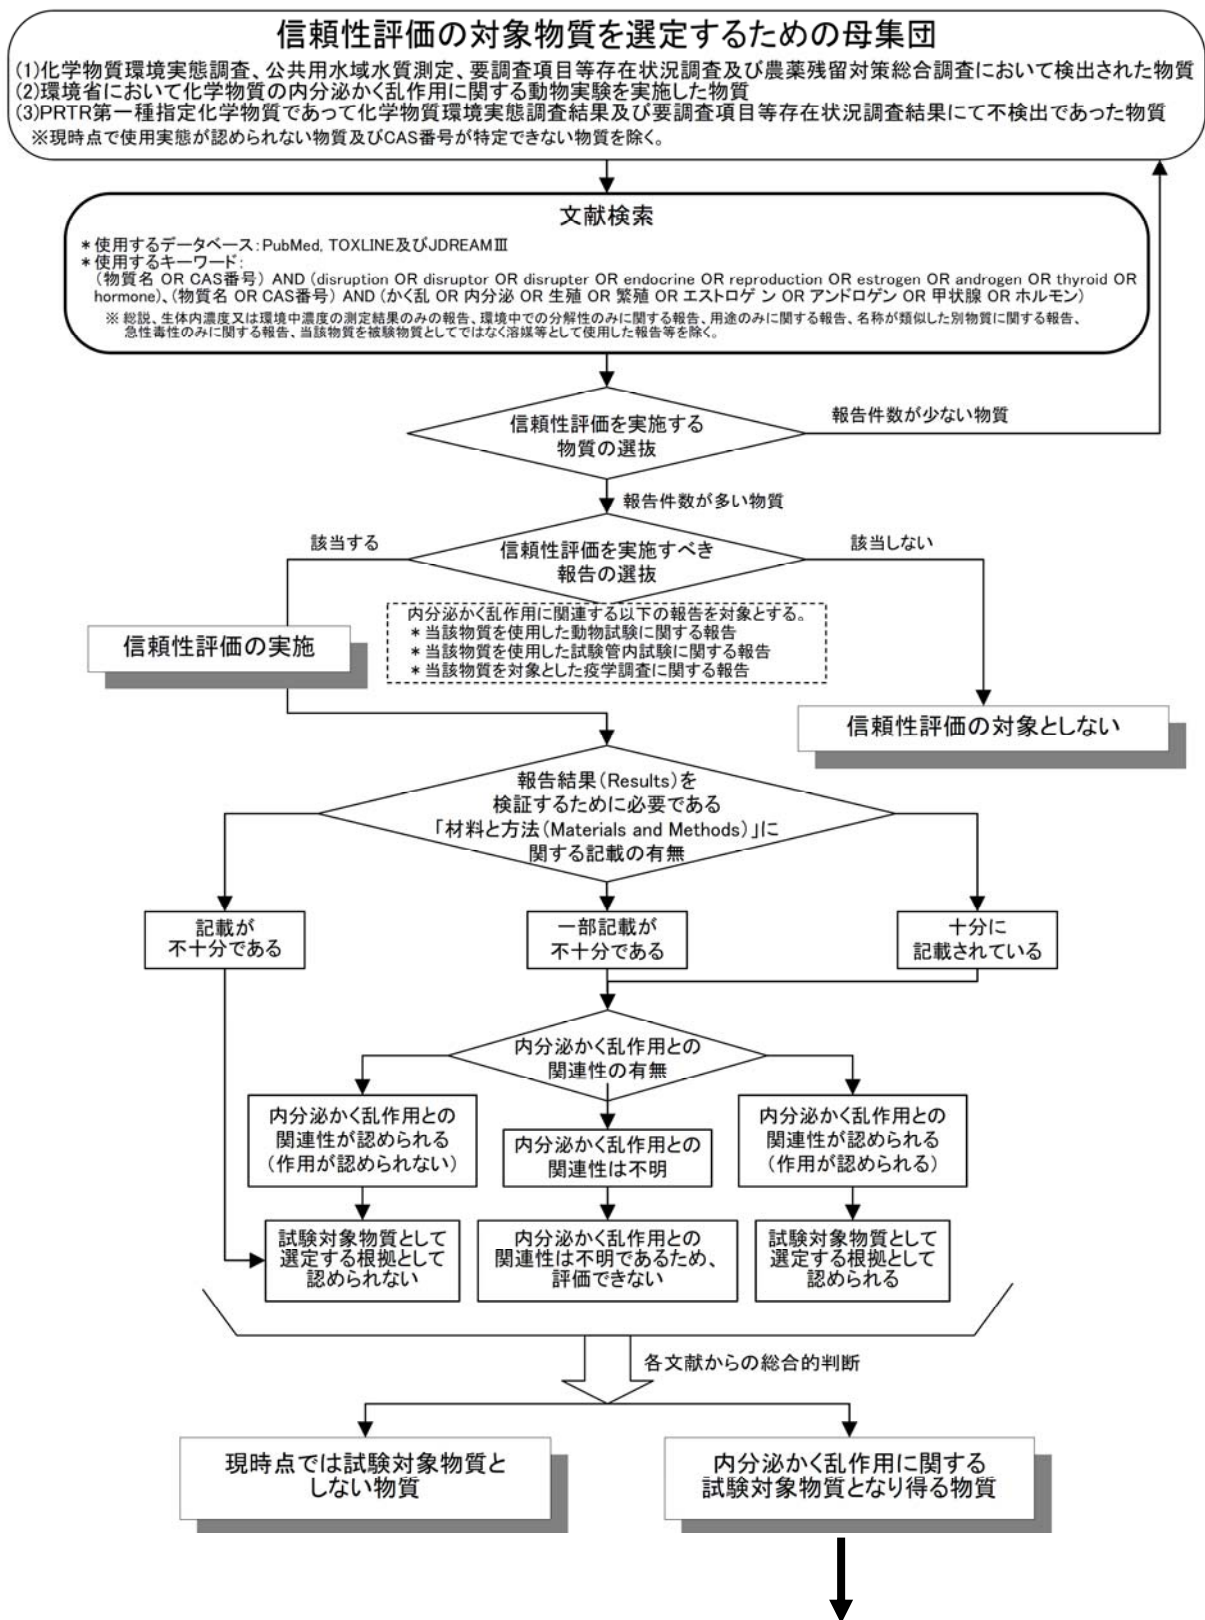 信頼性評価の対象物質を選定するための母集団
(1)化学物質環境実態調査、公共用水域水質測定、要調査項目等存在状況調査及び農薬残留対策総合調査において検出された物質
(2)環境省において化学物質の内分泌かく乱作用に関する動物実験を実施した物質
(3)PRTR第一種指定化学物質であって化学物質環境実態調査結果及び要調査項目等存在状況調査結果にて不検出であった物質
※現時点で使用実態が認められない物質及びCAS番号が特定できない物質を除く。
文献検索
＊使用するデータベース：PubMed, TOXLINE及びJDREAMⅢ
＊使用するキーワード：
（物質名 OR CAS番号） AND （disruption OR disruptor OR disrupter OR endocrine OR reproduction OR estrogen OR androgen OR thyroid OR
hormone）、（物質名 OR CAS番号） AND （かく乱 OR 内分泌 OR 生殖 OR 繁殖 OR エストロゲン OR アンドロゲン OR 甲状腺 OR ホルモン）
※ 総説、生体内濃度又は環境中濃度の測定結果のみの報告、環境中での分解性のみに関する報告、用途のみに関する報告、名称が類似した別物質に関する報告、
急性毒性のみに関する報告、当該物質を被験物質としてではなく溶媒等として使用した報告等を除く。
信頼性評価を実施する
物質の選抜
報告件数が少ない物質
報告件数が多い物質
該当する
信頼性評価を実施すべき
報告の選抜
該当しない
内分泌かく乱作用に関連する以下の報告を対象とする。
＊当該物質を使用した動物試験に関する報告
＊当該物質を使用した試験管内試験に関する報告
＊当該物質を対象とした疫学調査に関する報告
信頼性評価の実施
信頼性評価の対象としない
報告結果（Results）を
検証するために必要である
「材料と方法（Materials and Methods）」に
関する記載の有無
記載が
不十分である
一部記載が
不十分である
十分に
記載されている
内分泌かく乱作用との
関連性の有無
内分泌かく乱作用との
関連性が認められる
（作用が認められない）
内分泌かく乱作用との
関連性は不明
内分泌かく乱作用との
関連性が認められる
（作用が認められる）
試験対象物質として
選定する根拠として
認められない
内分泌かく乱作用との
関連性は不明であるため、
評価できない
試験対象物質として
選定する根拠として
認められる
各文献からの総合的判断
現時点では試験対象物質と
しない物質
内分泌かく乱作用に関する
試験対象物質となり得る物質